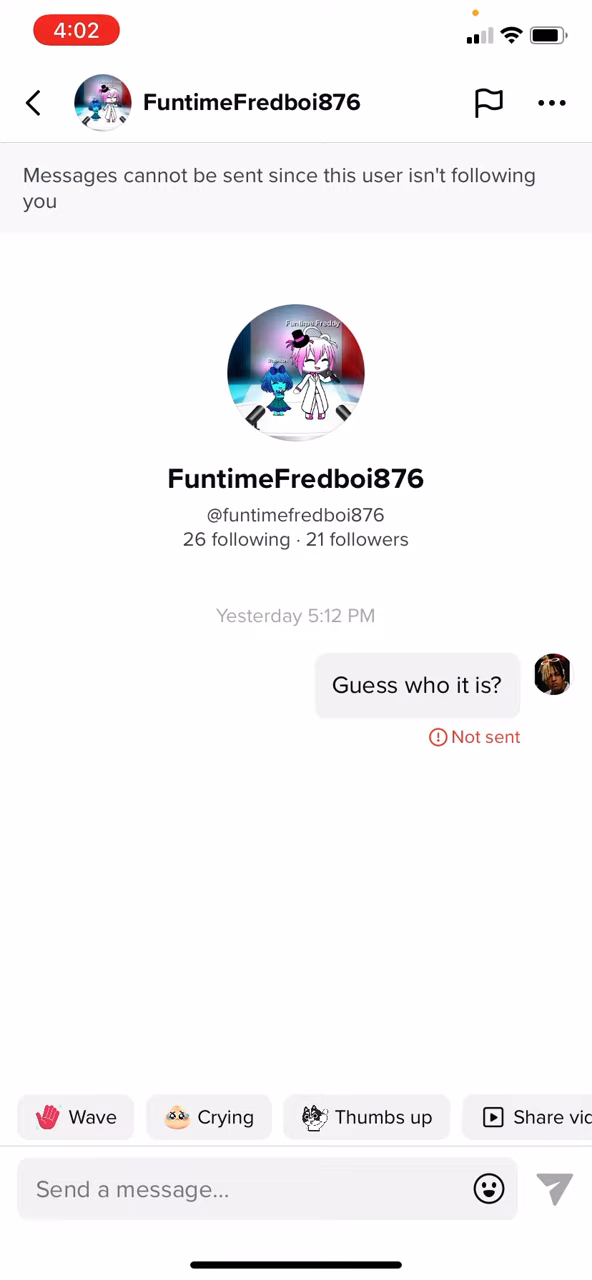 4:02
FuntimeFredboi876
Messages cannot be sent since this user isn't following
you
Funtime Freddy
FuntimeFredboi876
@funtimefredboi876
26 following · 21 followers
Yesterday 5:12 PM
Guess who it is?
Not sent
Wave
Crying
Thumbs up
Share vid
Send a message...